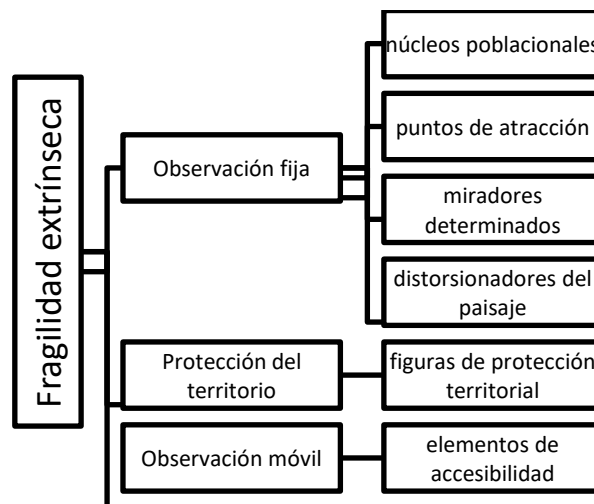 Fragilidad extrínseca
Observación fija
núcleos poblacionales
puntos de atracción
miradores
determinados
distorsionadores del
paisaje
Protección del
territorio
figuras de protección
territorial
Observación móvil
elementos de
accesibilidad